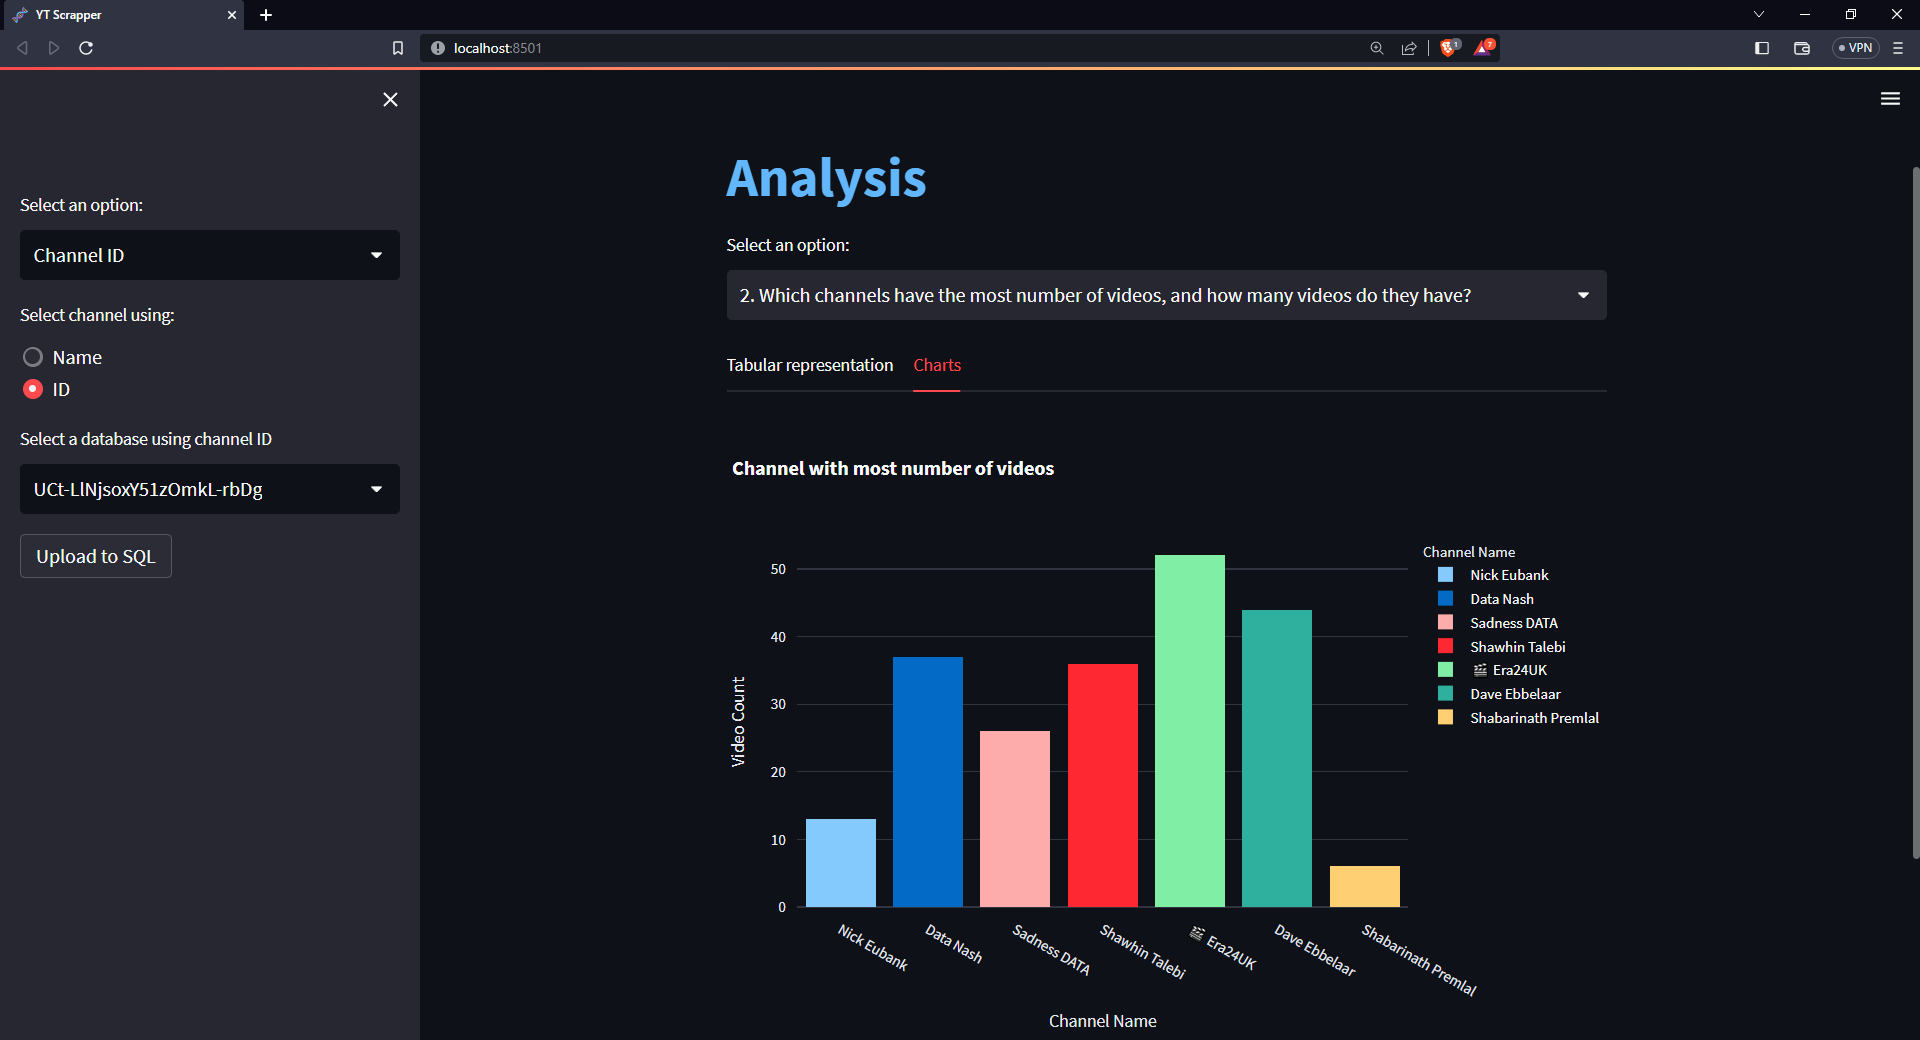 YT Scrapper
localhost:8501
1
7
VPN
Select an option:
Channel ID
Select channel using:
Name
ID
Select a database using channel ID
UCt-LlNjsoxY51zOmkL-rbDg
Upload to SQL
Analysis
Select an option:
2. Which channels have the most number of videos, and how many videos do they have?
Tabular representation Charts
Channel with most number of videos
Video Count
50
40
30
20
10
0
Nick Eubank
Data Nash
Sadness DATA
Shawhin Talebi
🎬 Era24UK
Dave Ebbelaar
Shabarinath Premlal
Channel Name
Channel Name
Nick Eubank
Data Nash
Sadness DATA
Shawhin Talebi
🎬 Era24UK
Dave Ebbelaar
Shabarinath Premlal